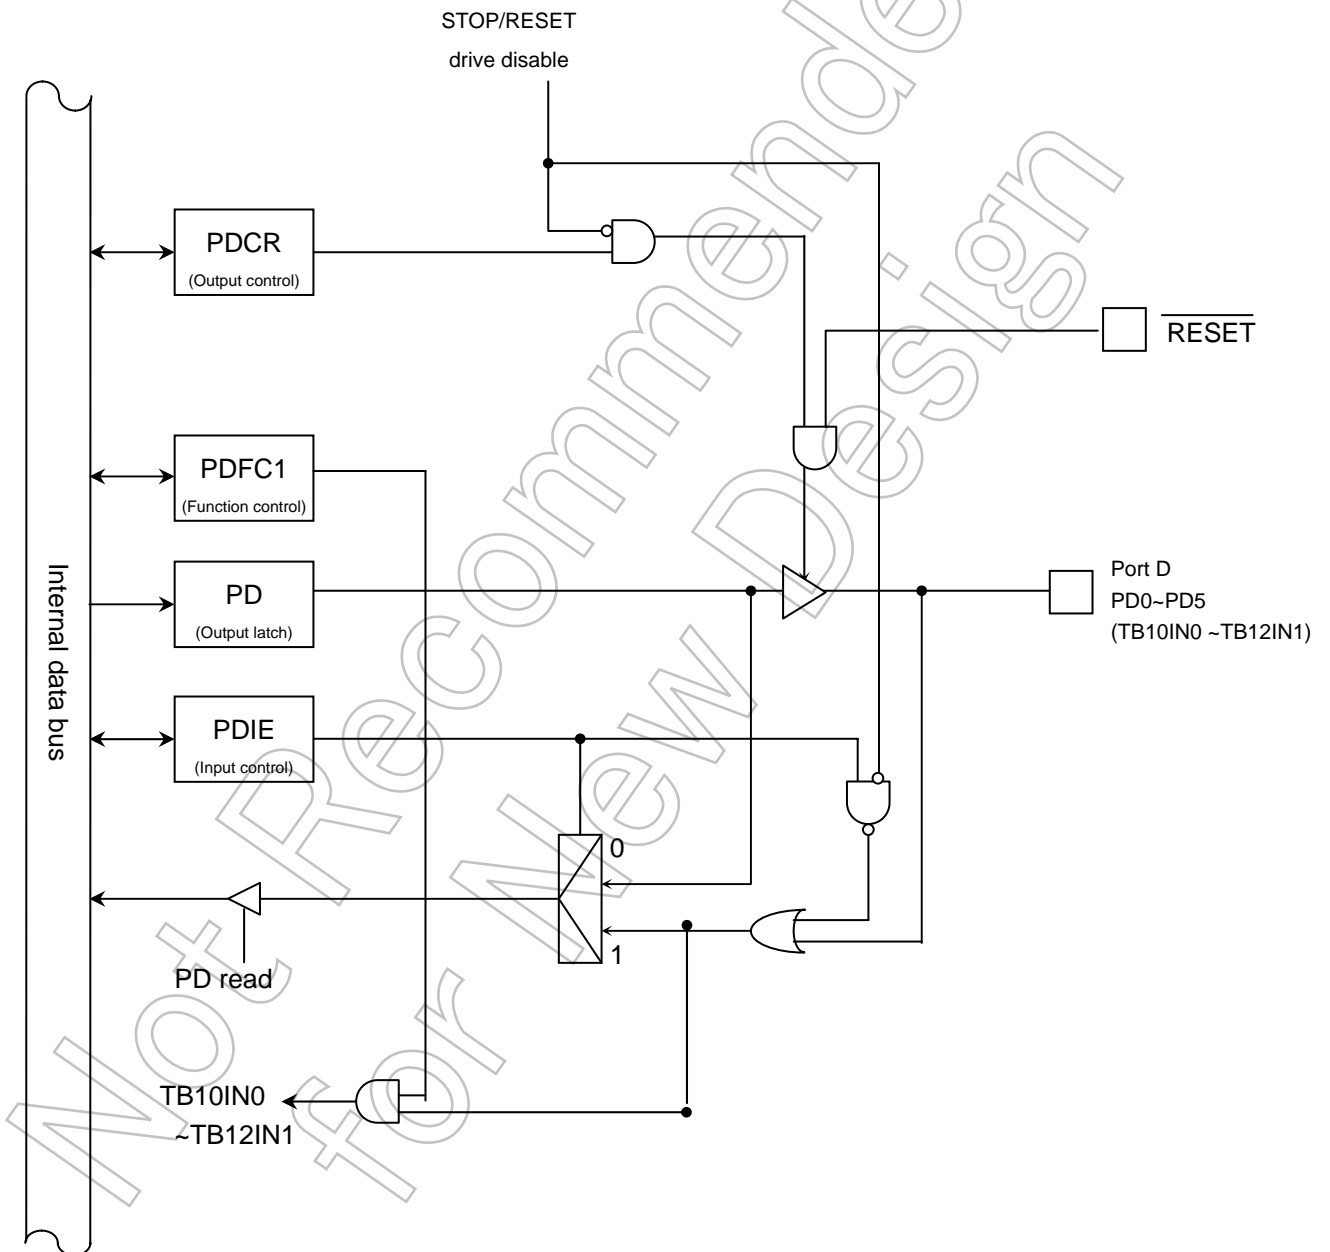 STOP/RESET
drive disable
PDCR
(Output control)
RESET
PDFC1
(Function control)
Internal data bus
PD
(Output latch)
Port D
PD0~PD5
(TB10IN0 ~TB12IN1)
PDIE
(Input control)
0
1
PD read
TB10IN0
~TB12IN1
Not Recommende
for New Design